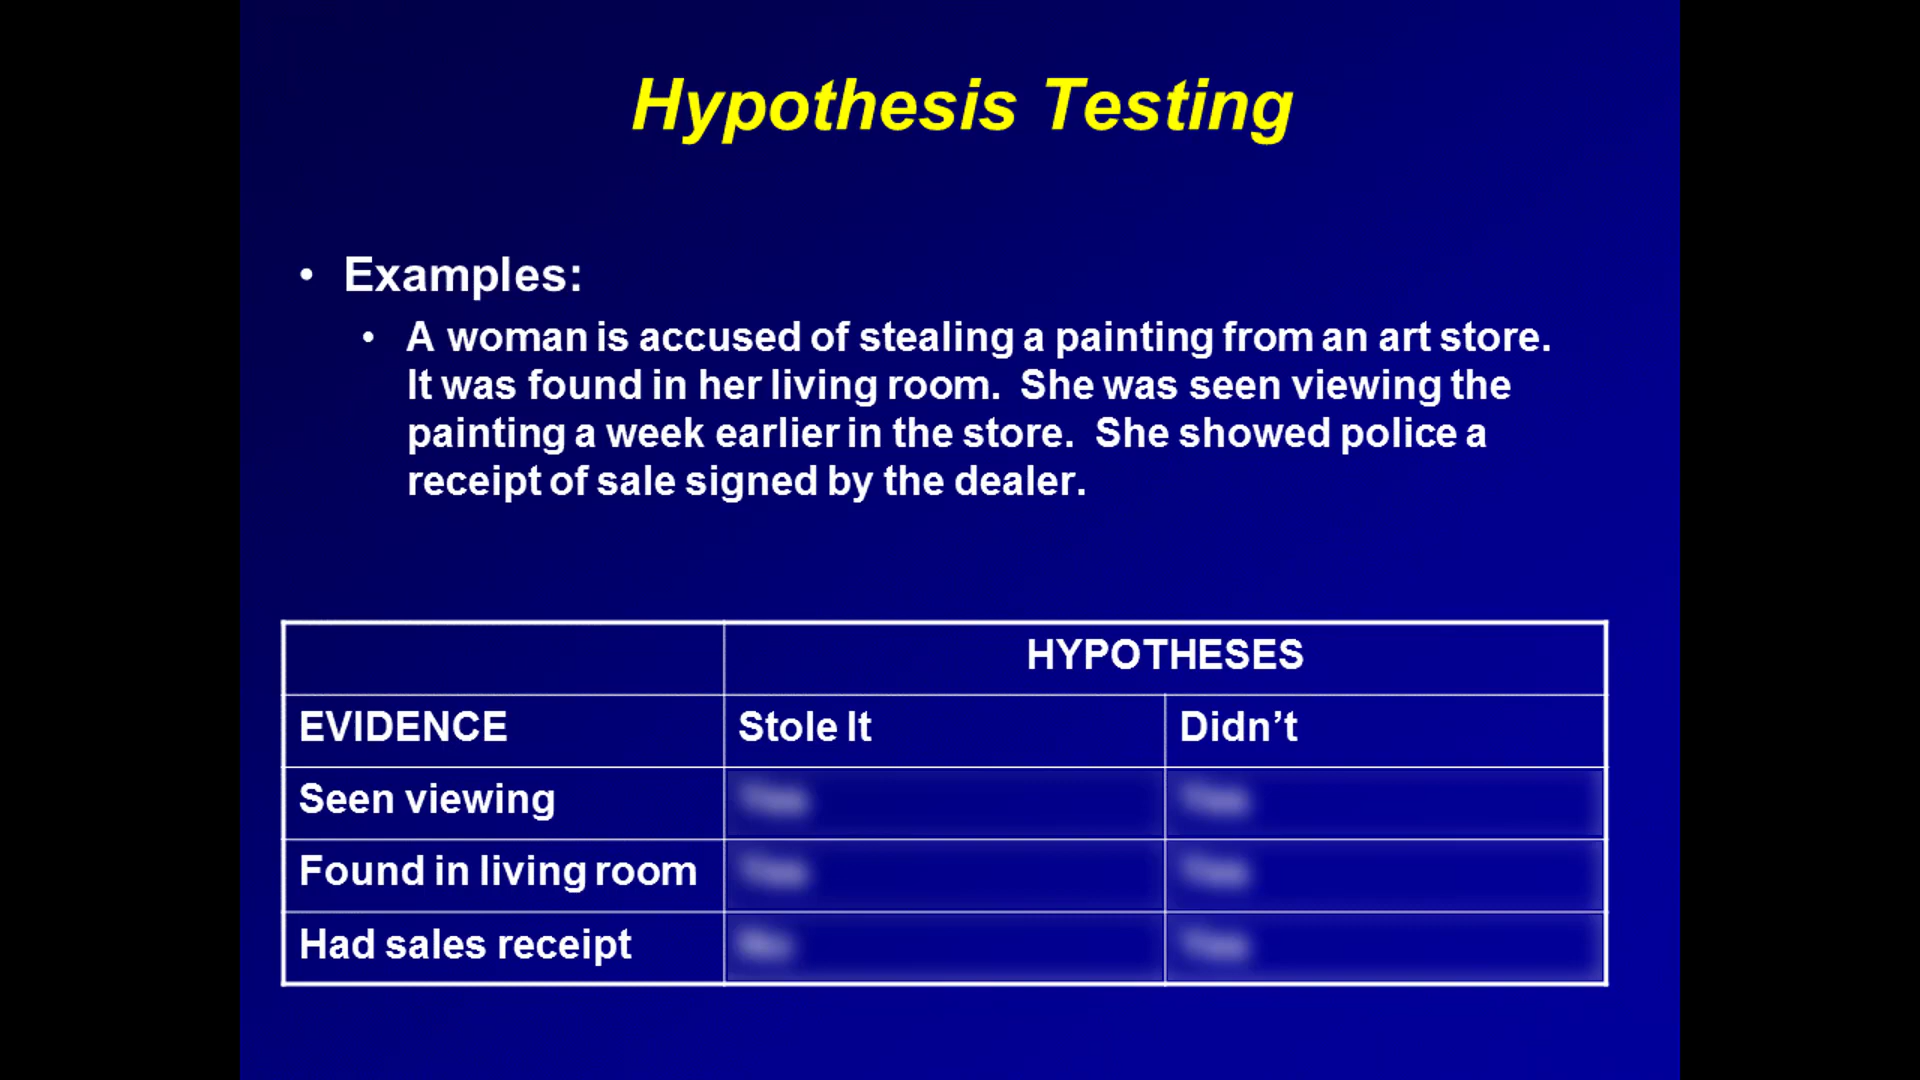 Hypothesis Testing
• Examples:
• A woman is accused of stealing a painting from an art store.
It was found in her living room. She was seen viewing the
painting a week earlier in the store. She showed police a
receipt of sale signed by the dealer.
HYPOTHESES
EVIDENCE Stole It Didn’t
Seen viewing
Found in living room
Had sales receipt